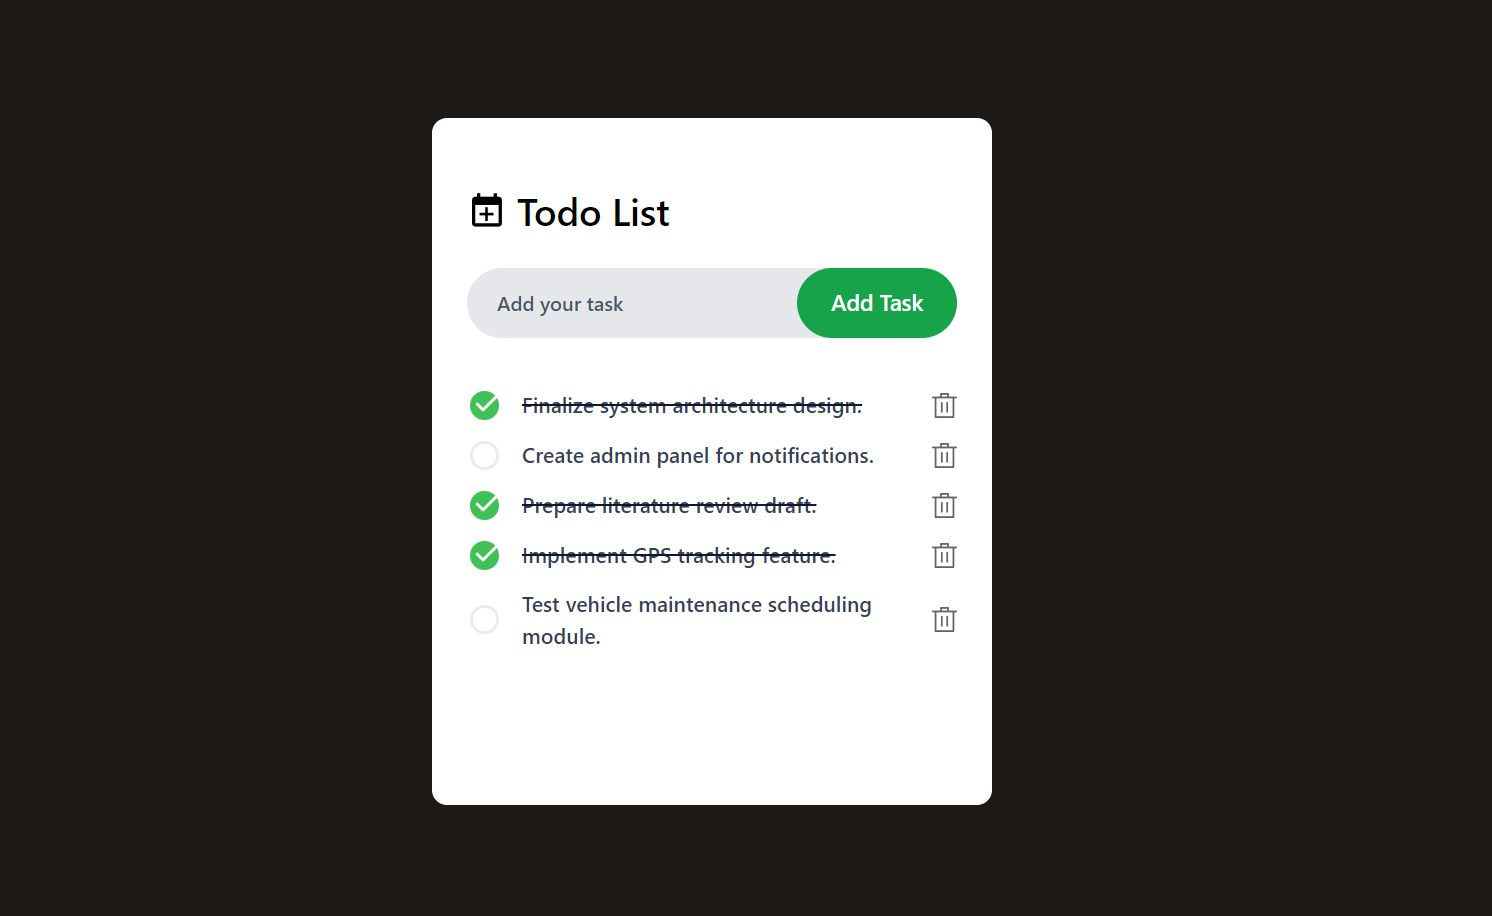 Todo List
Add your task
Add Task
Finalize system architecture design.
Create admin panel for notifications.
Prepare literature review draft.
Implement GPS tracking feature.
Test vehicle maintenance scheduling
module.